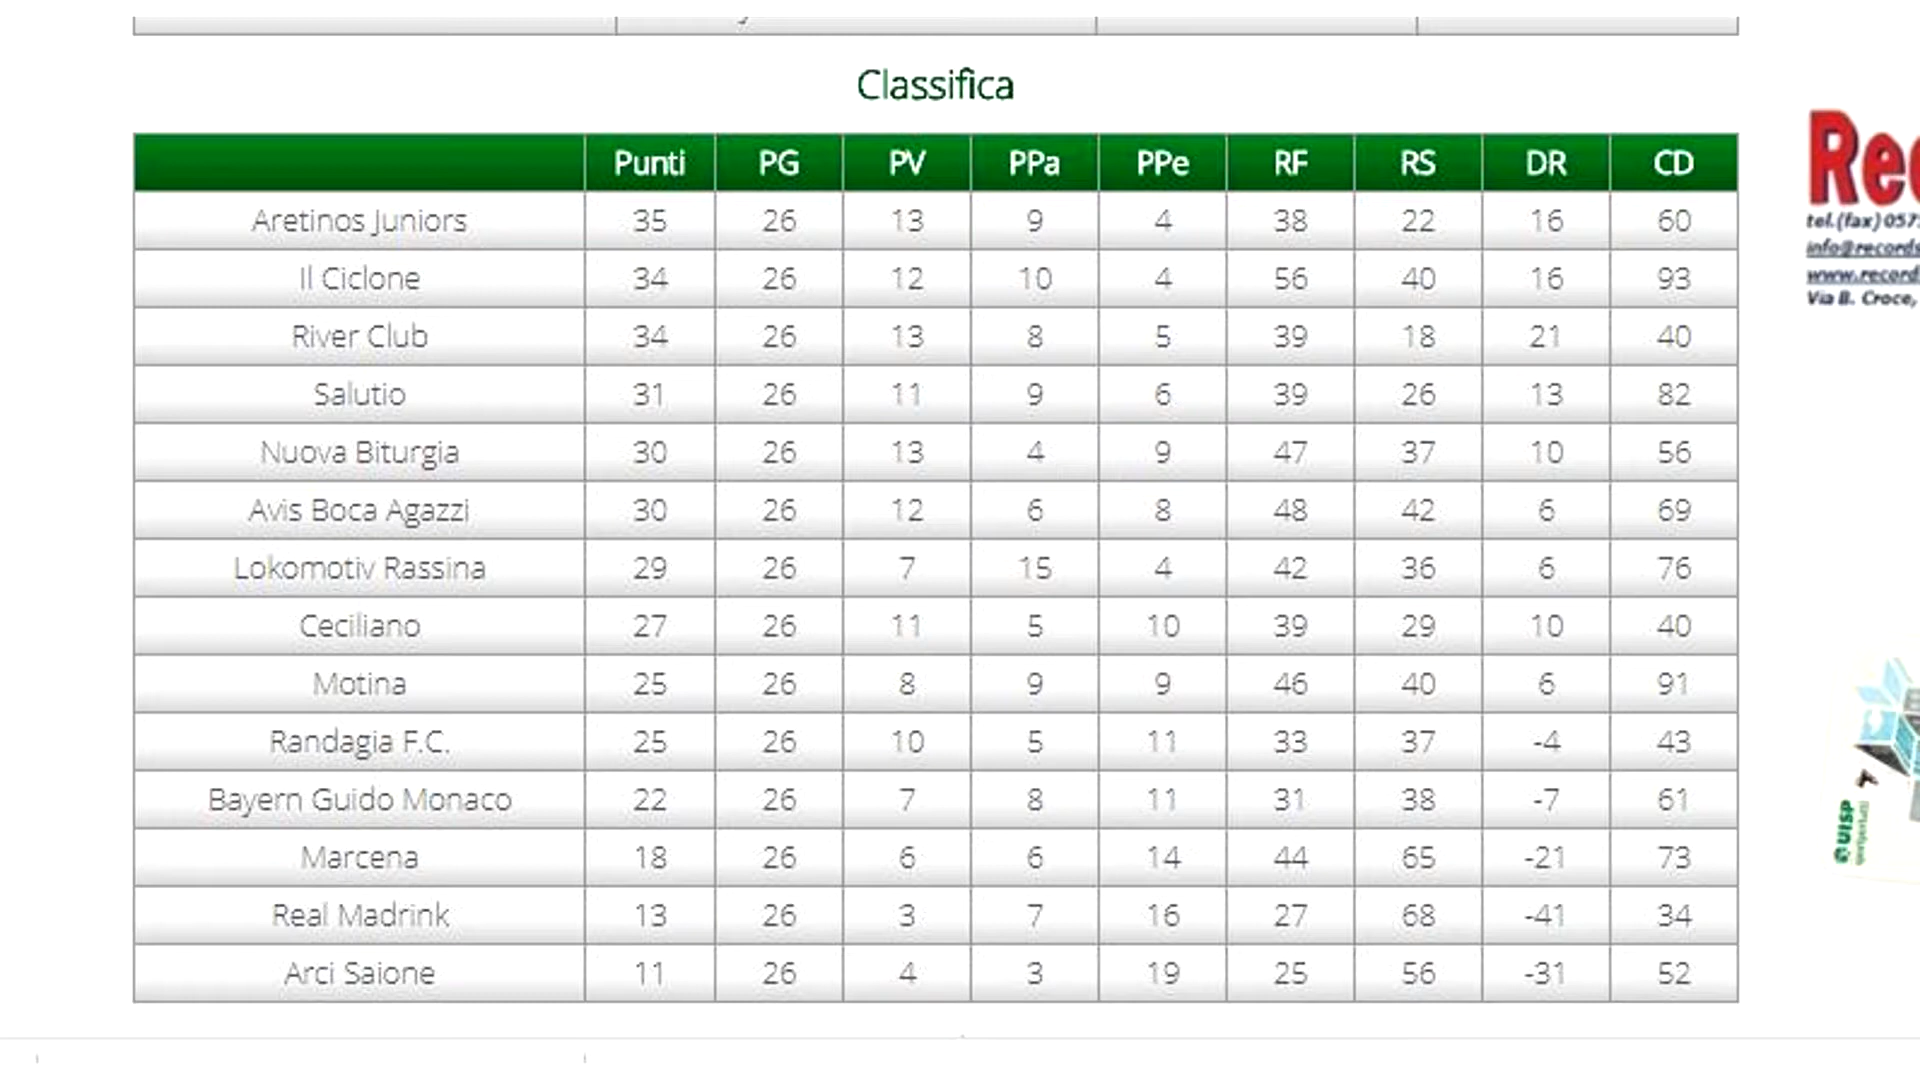 Classifica
Punti PG PV PPa PPe RF RS DR CD
Aretinos Juniors 35 26 13 9 4 38 22 16 60
Il Ciclone 34 26 12 10 4 56 40 16 93
River Club 34 26 13 8 5 39 18 21 40
Salutio 31 26 11 9 6 39 26 13 82
Nuova Biturgia 30 26 13 4 9 47 37 10 56
Avis Boca Agazzi 30 26 12 6 8 48 42 6 69
Lokomotiv Rassina 29 26 7 15 4 42 36 6 76
Ceciliano 27 26 11 5 10 39 29 10 40
Motina 25 26 8 9 9 46 40 6 91
Randagia F.C. 25 26 10 5 11 33 37 -4 43
Bayern Guido Monaco 22 26 7 8 11 31 38 -7 61
Marcena 18 26 6 6 14 44 65 -21 73
Real Madrink 13 26 3 7 16 27 68 -41 34
Arci Saione 11 26 4 3 19 25 56 -31 52
Rec
tel.(fax) 057
info@records
www.record
Via B. Croce,
UISP
sportpertutti